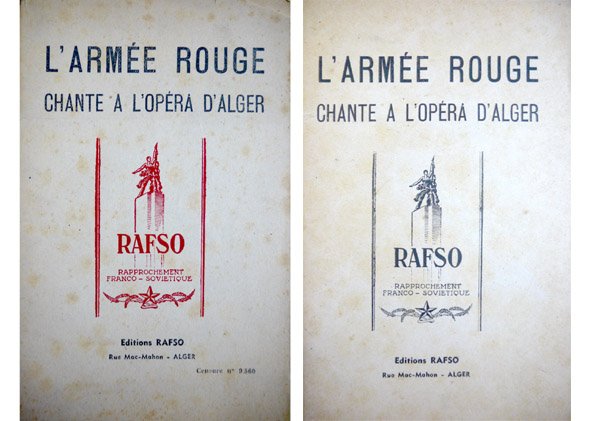 L'ARMÉE ROUGE
CHANTE A L'OPÉRA D'ALGER
RAFSO
RAPPROCHEMENT
FRANCO - SOVIETIQUE
Editions RAFSO
Rue Mac-Mahon - ALGER
Censure n° 9.560
L'ARMÉE ROUGE
CHANTE A L'OPÉRA D'ALGER
RAFSO
RAPPROCHEMENT
FRANCO - SOVIETIQUE
Editions RAFSO
Rue Mac-Mahon - ALGER